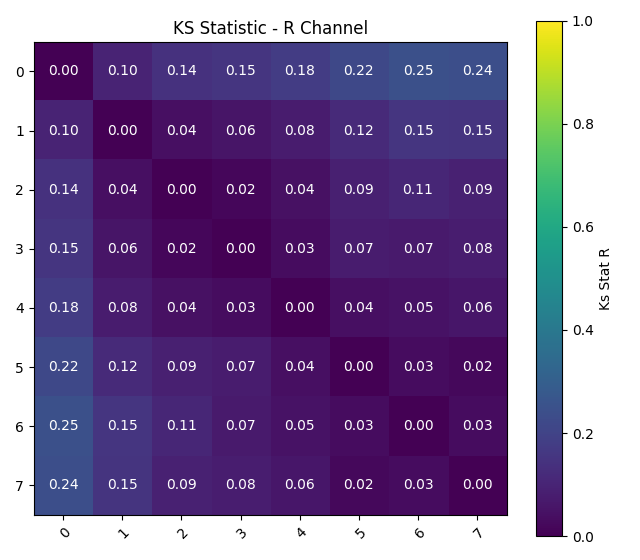 KS Statistic - R Channel
0 0.00 0.10 0.14 0.15 0.18 0.22 0.25 0.24
1 0.10 0.00 0.04 0.06 0.08 0.12 0.15 0.15
2 0.14 0.04 0.00 0.02 0.04 0.09 0.11 0.09
3 0.15 0.06 0.02 0.00 0.03 0.07 0.07 0.08
4 0.18 0.08 0.04 0.03 0.00 0.04 0.05 0.06
5 0.22 0.12 0.09 0.07 0.04 0.00 0.03 0.02
6 0.25 0.15 0.11 0.07 0.05 0.03 0.00 0.03
7 0.24 0.15 0.09 0.08 0.06 0.02 0.03 0.00
0 1 2 3 4 5 6 7
1.0
0.8
0.6
0.4
0.2
0.0
Ks Stat R